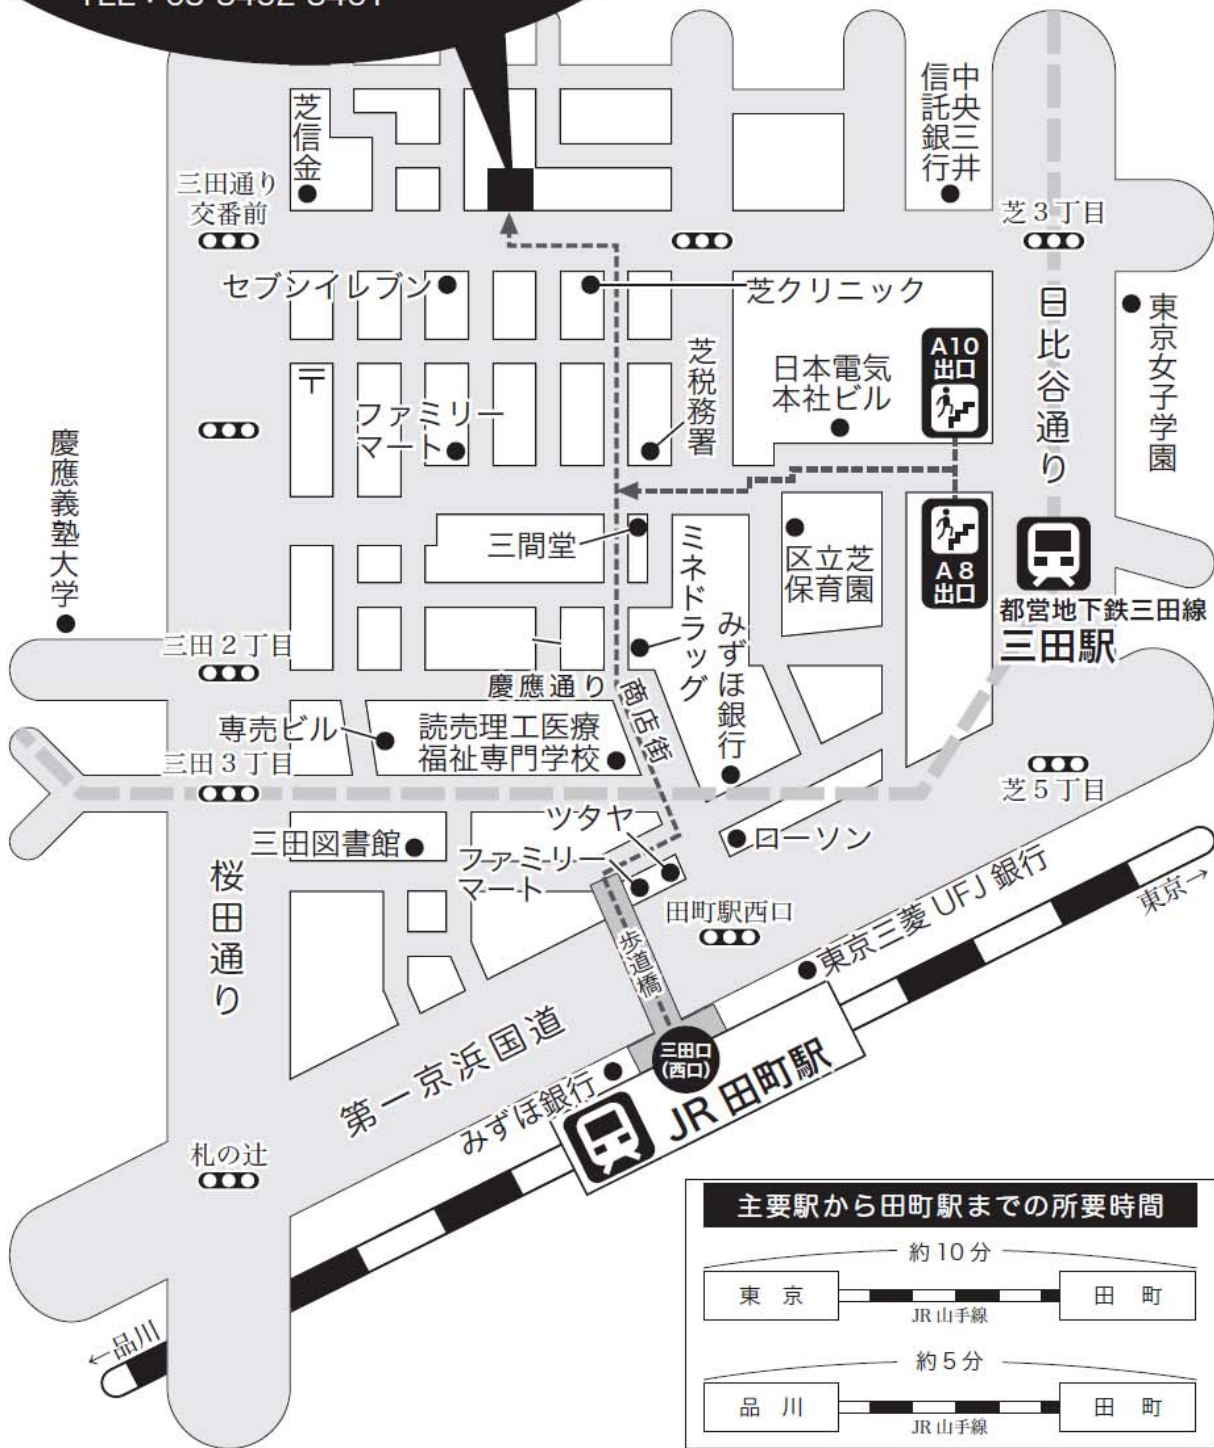 芝信金
中央三井
信託銀行
三田通り
交番前
芝3丁目
セブンイレブン
芝クリニック
日比谷通り
東京女子学園
A10
出口
芝税務署
日本電気
本社ビル
〒
ファミリー
マート
慶應義塾大学
三間堂
ミネドラッグ
区立芝
保育園
A8
出口
都営地下鉄三田線
三田駅
みずほ銀行
三田2丁目
慶應通り
商店街
専売ビル
読売理工医療
福祉専門学校
三田3丁目
芝5丁目
ツタヤ
三田図書館
ファミリー
マート
ローソン
桜田通り
田町駅西口
歩道橋
東京三菱UFJ銀行
東京→
第一京浜国道
三田口
(西口)
JR田町駅
みずほ銀行
札の辻
←品川
主要駅から田町駅までの所要時間
約10分
東 京
田 町
JR山手線
約5分
品 川
田 町
JR山手線